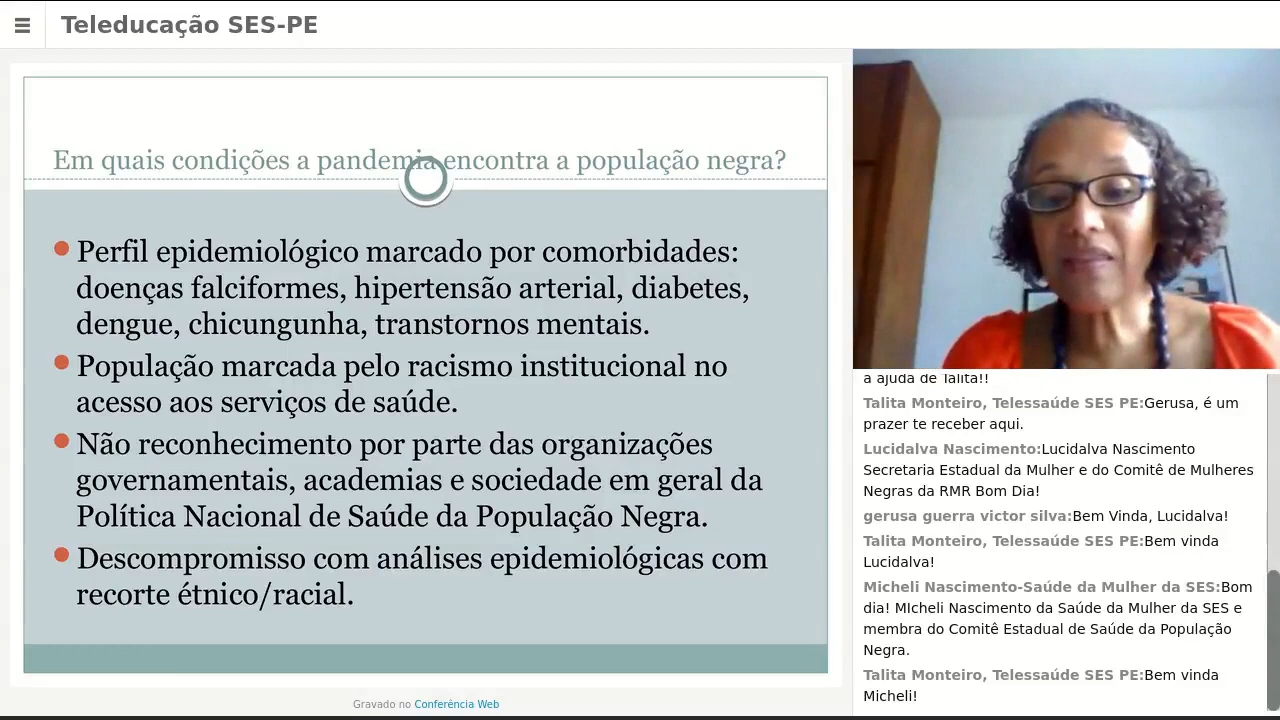 Teleducação SES-PE
Em quais condições a pandemia encontra a população negra?
Perfil epidemiológico marcado por comorbidades:
doenças falciformes, hipertensão arterial, diabetes,
dengue, chicungunha, transtornos mentais.
População marcada pelo racismo institucional no
acesso aos serviços de saúde.
Não reconhecimento por parte das organizações
governamentais, academias e sociedade em geral da
Política Nacional de Saúde da População Negra.
Descompromisso com análises epidemiológicas com
recorte étnico/racial.
Gravado no Conferência Web
a ajuda de Talita!!
Talita Monteiro, Telessaúde SES PE:Gerusa, é um
prazer te receber aqui.
Lucidalva Nascimento:Lucidalva Nascimento
Secretaria Estadual da Mulher e do Comitê de Mulheres
Negras da RMR Bom Dia!
gerusa guerra victor silva:Bem Vinda, Lucidalva!
Talita Monteiro, Telessaúde SES PE:Bem vinda
Lucidalva!
Micheli Nascimento-Saúde da Mulher da SES:Bom
dia! MIcheli Nascimento da Saúde da Mulher da SES e
membra do Comitê Estadual de Saúde da População
Negra.
Talita Monteiro, Telessaúde SES PE:Bem vinda
Micheli!